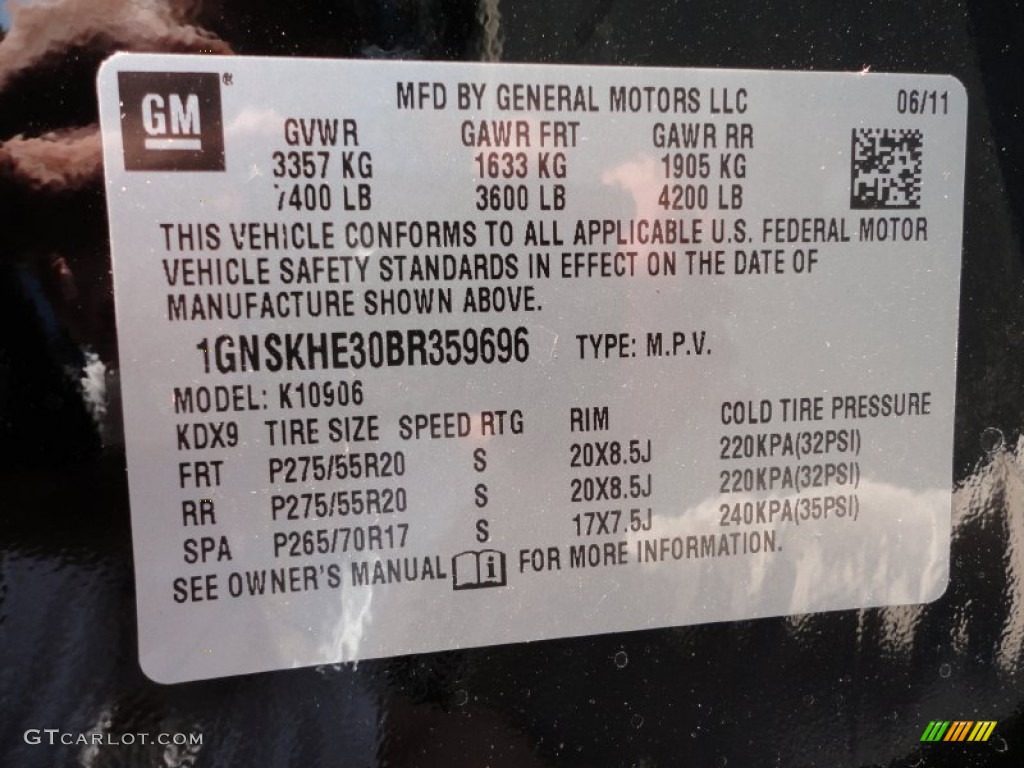 GM ® MFD BY GENERAL MOTORS LLC 06/11
GVWR GAWR FRT GAWR RR
3357 KG 1633 KG 1905 KG
7400 LB 3600 LB 4200 LB
THIS VEHICLE CONFORMS TO ALL APPLICABLE U.S. FEDERAL MOTOR
VEHICLE SAFETY STANDARDS IN EFFECT ON THE DATE OF
MANUFACTURE SHOWN ABOVE.
1GNSKHE30BR359696 TYPE: M.P.V.
MODEL: K10906
KDX9 TIRE SIZE SPEED RTG RIM COLD TIRE PRESSURE
FRT P275/55R20 S 20X8.5J 220KPA(32PSI)
RR P275/55R20 S 20X8.5J 220KPA(32PSI)
SPA P265/70R17 S 17X7.5J 240KPA(35PSI)
SEE OWNER'S MANUAL i FOR MORE INFORMATION.
GTCARLOT.COM